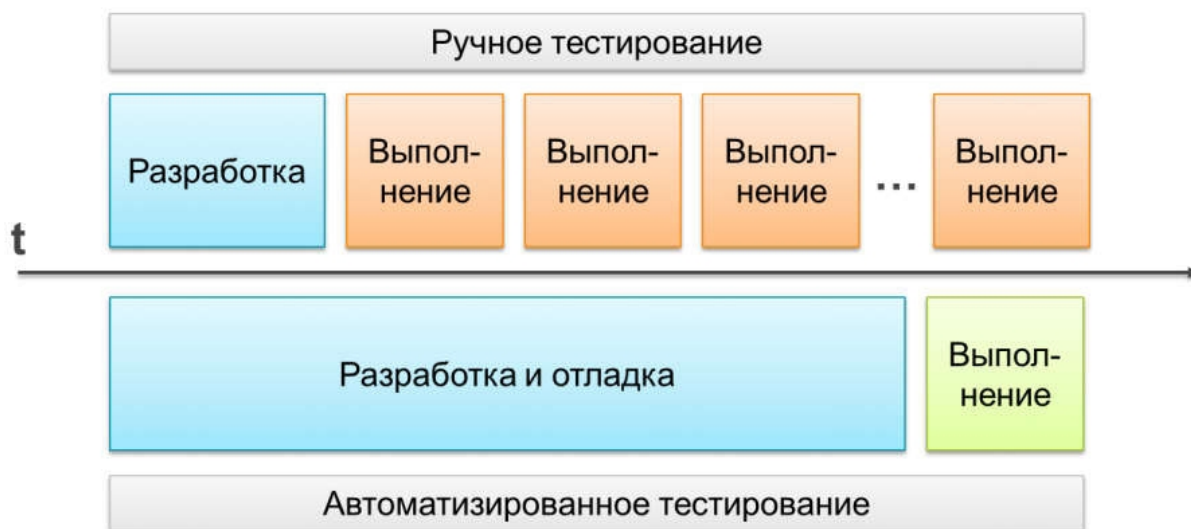 Ручное тестирование
Разработка
Выпол-
нение
Выпол-
нение
Выпол-
нение
...
Выпол-
нение
t
Разработка и отладка
Выпол-
нение
Автоматизированное тестирование